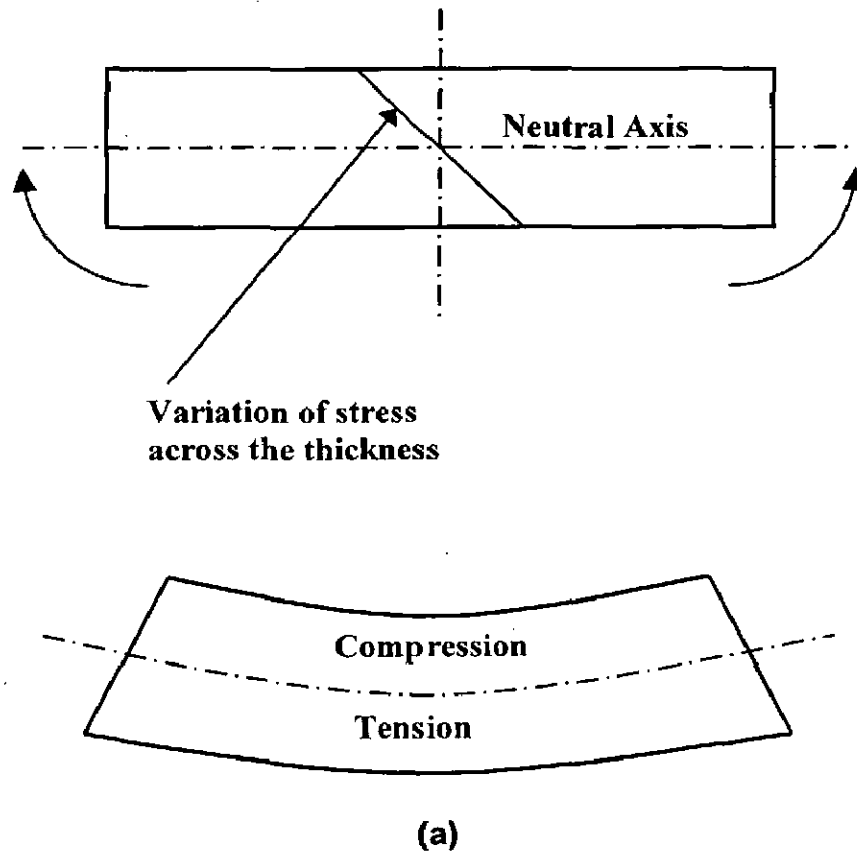 Neutral Axis
Variation of stress
across the thickness
Compression
Tension
(a)